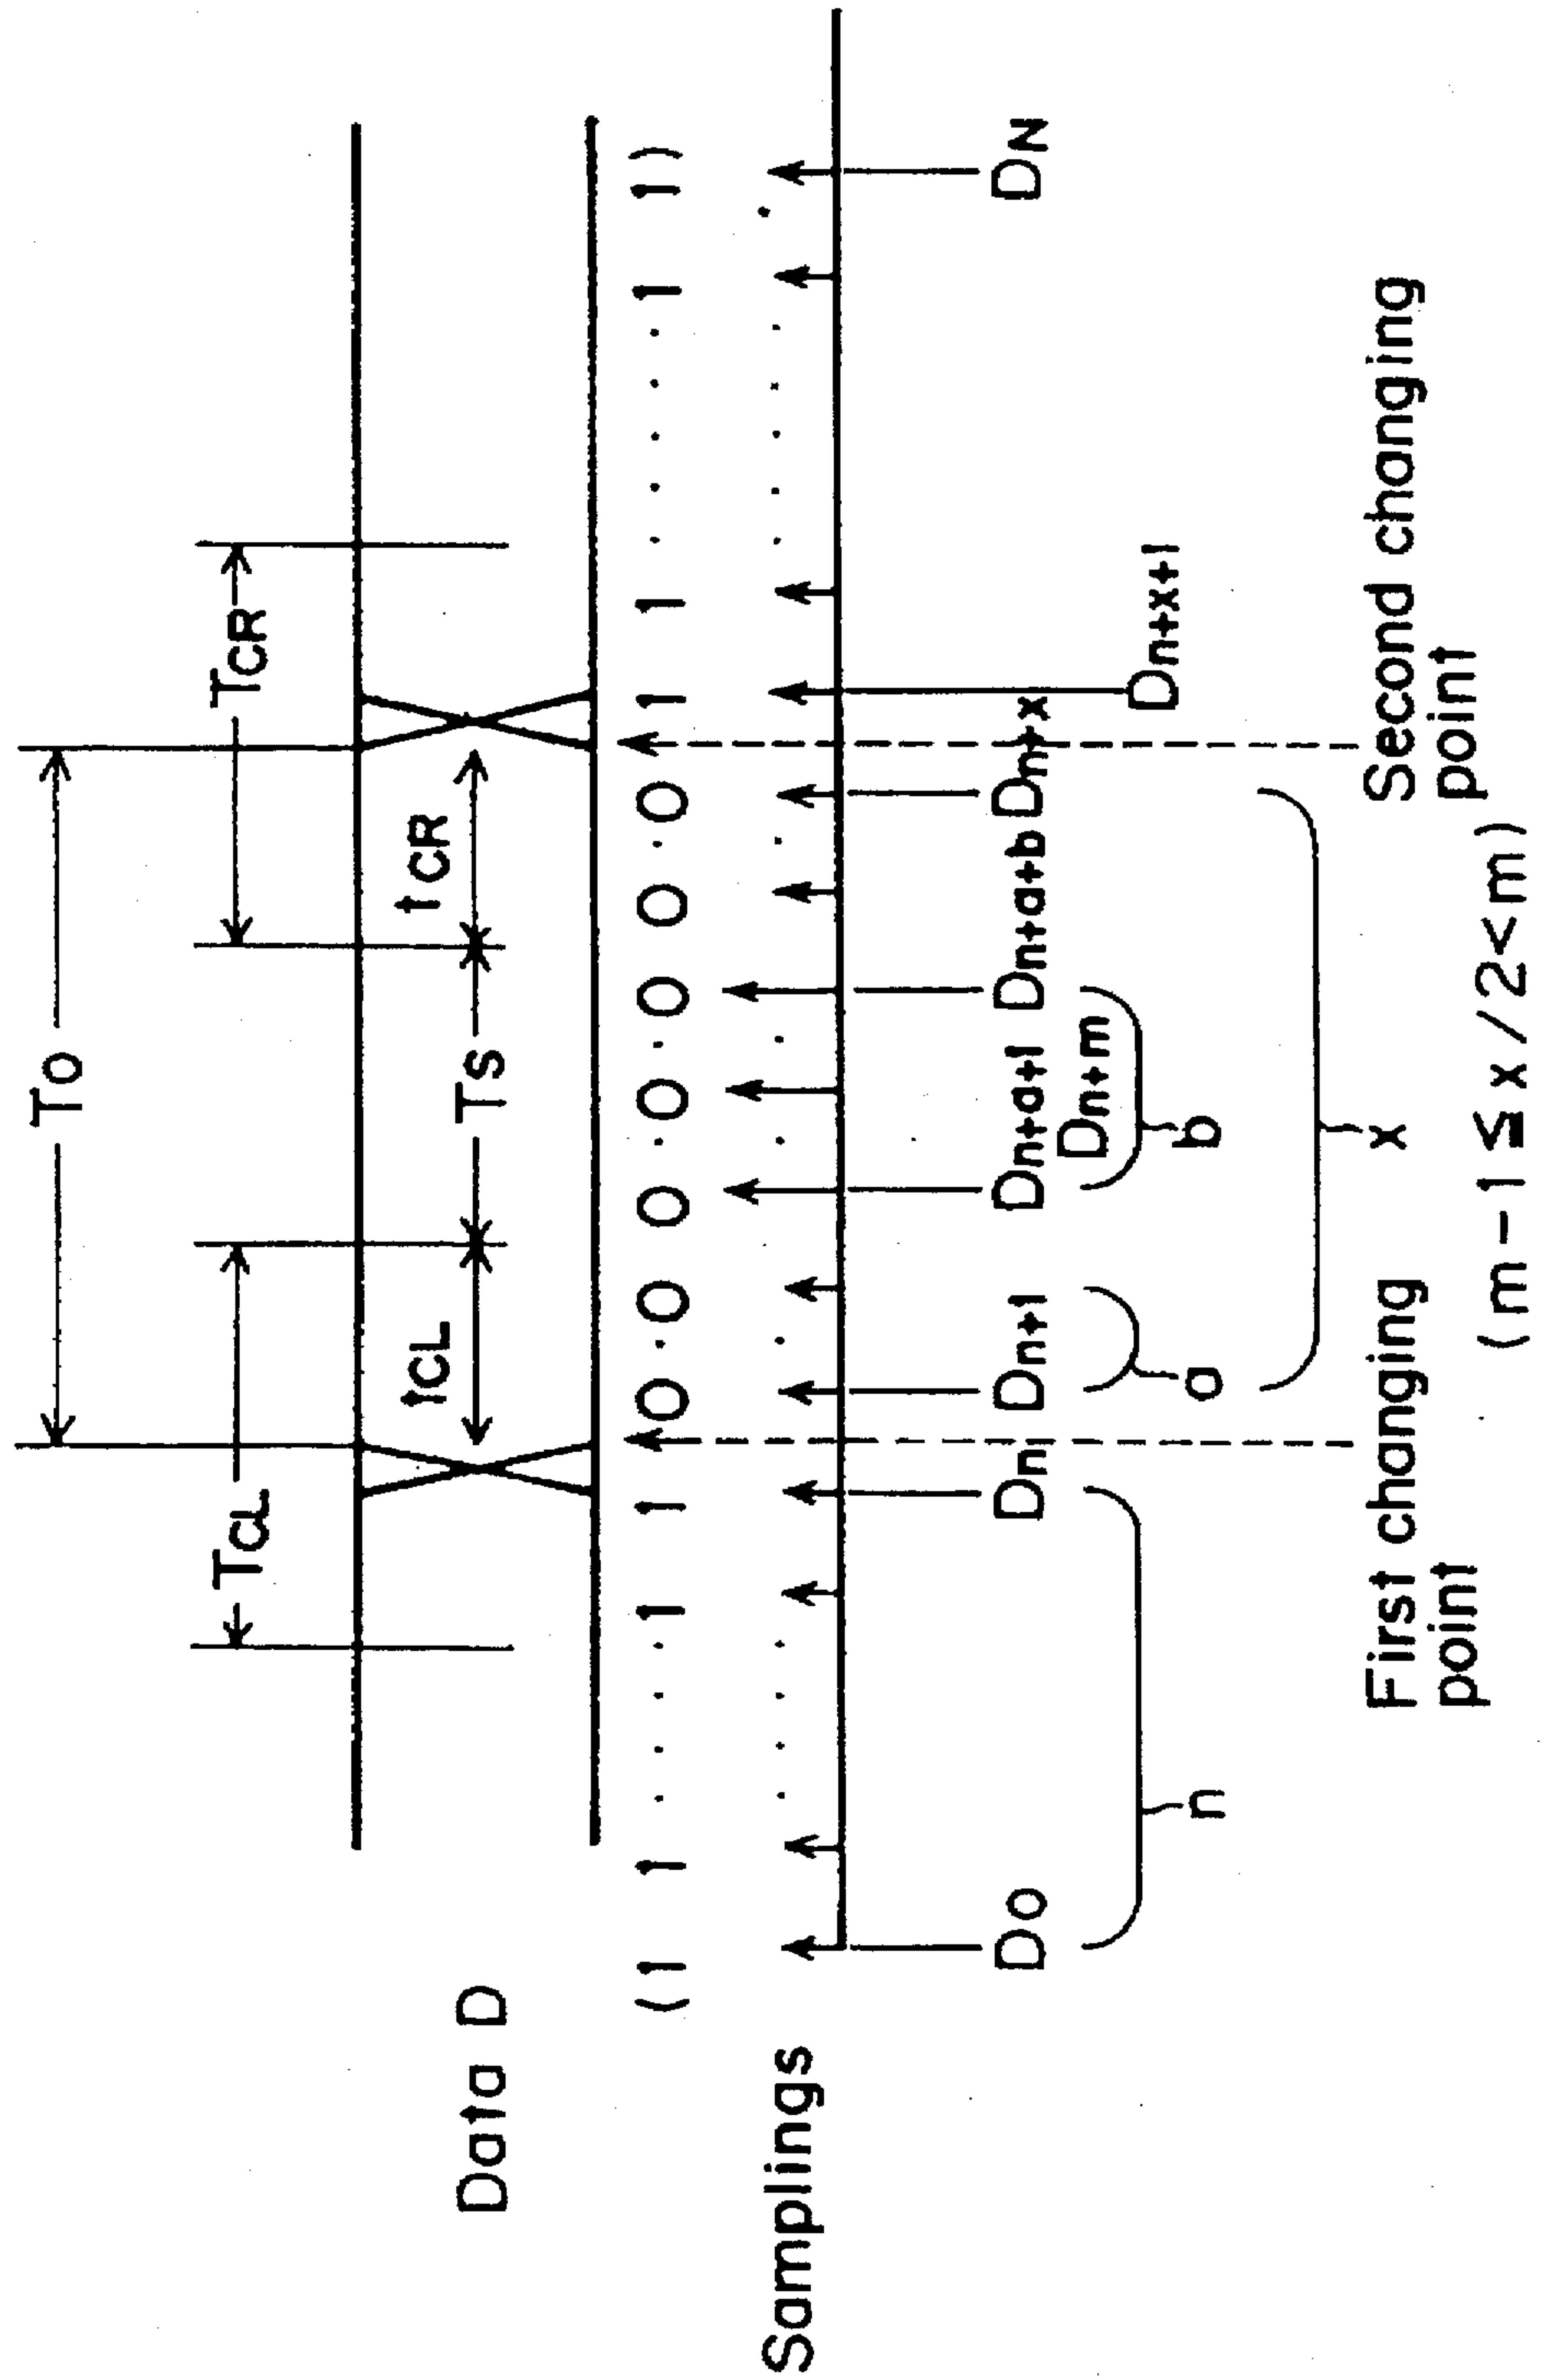 To
TCL
TCR
Data D
tCL
Ts
tCR
(1 1 · · · · 1 1 0 · 0 0 · 0 · 0 0 · 0 1 1 · · · · · 1 1)
Samplings
Do
Dn
Dn+1
Dn+a+1
Dn+a+b
Dn+x
DN
Dn+m
n
a
b
Dn+x+1
x
First changing
point
Second changing
point
(m-1≦x/2<m)